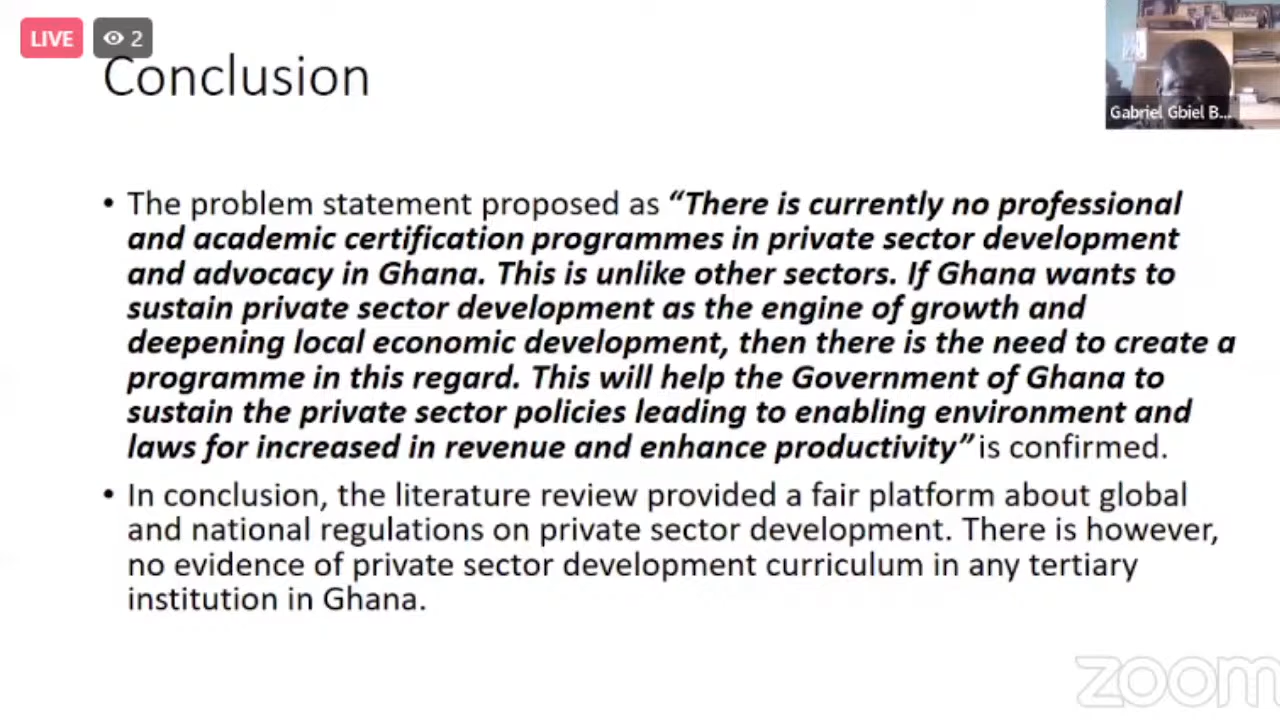 LIVE 2
Conclusion
Gabriel Gbiel B...
• The problem statement proposed as “There is currently no professional
and academic certification programmes in private sector development
and advocacy in Ghana. This is unlike other sectors. If Ghana wants to
sustain private sector development as the engine of growth and
deepening local economic development, then there is the need to create a
programme in this regard. This will help the Government of Ghana to
sustain the private sector policies leading to enabling environment and
laws for increased in revenue and enhance productivity” is confirmed.
• In conclusion, the literature review provided a fair platform about global
and national regulations on private sector development. There is however,
no evidence of private sector development curriculum in any tertiary
institution in Ghana.
zoom